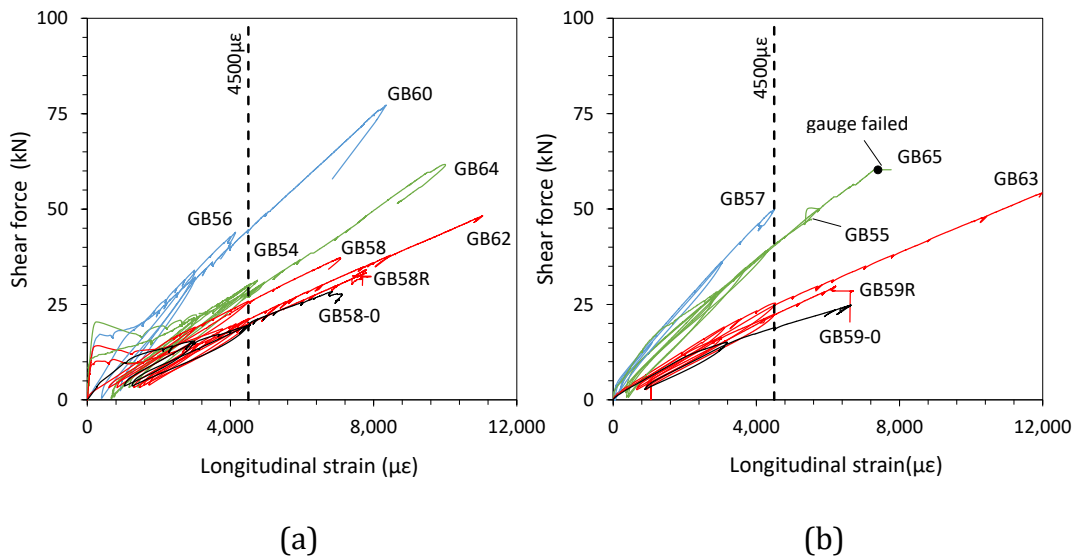 100
75
50
25
0
Shear force (kN)
4500µε
GB60
GB64
GB56
GB54
GB58
GB62
GB58R
GB58-0
0
4,000
8,000
12,000
Longitudinal strain (µε)
(a)
100
75
50
25
0
Shear force (kN)
4500µε
gauge failed
GB65
GB63
GB57
GB55
GB59R
GB59-0
0
4,000
8,000
12,000
Longitudinal strain(µε)
(b)